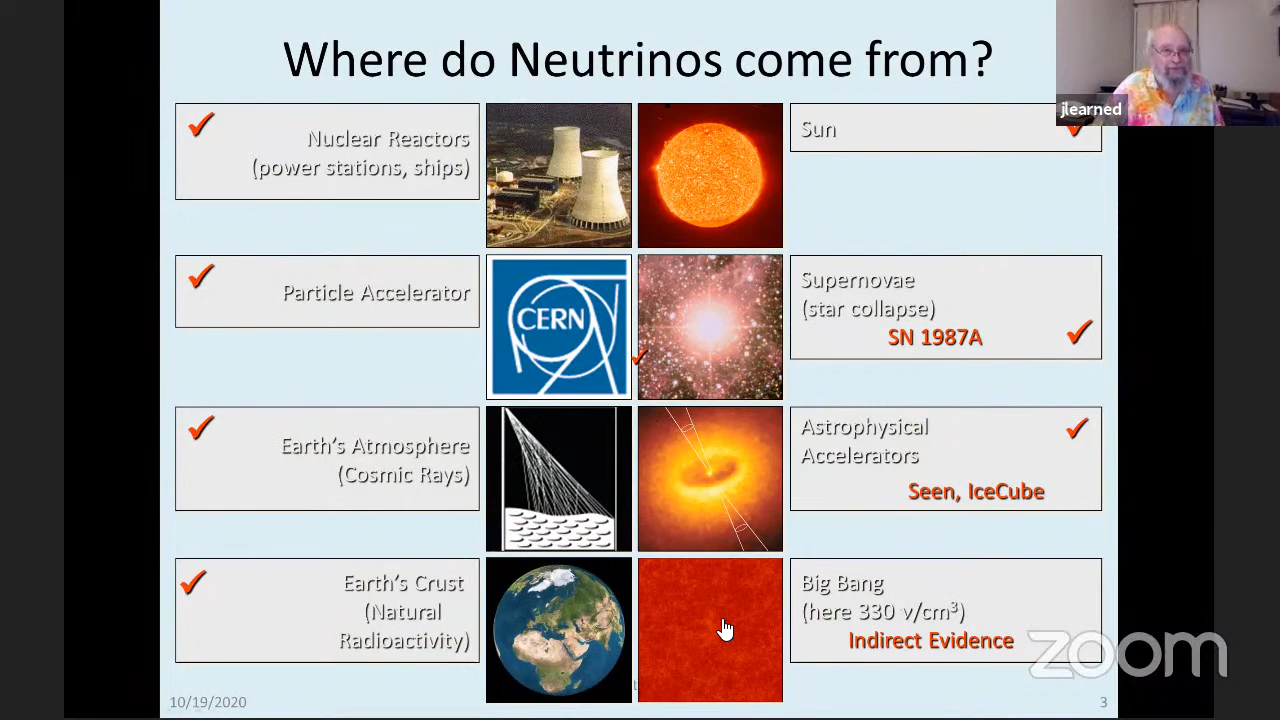 Where do Neutrinos come from?
jlearned
Nuclear Reactors
(power stations, ships)
Sun
Particle Accelerator
CERN
Supernovae
(star collapse)
SN 1987A
Earth's Atmosphere
(Cosmic Rays)
Astrophysical
Accelerators
Seen, IceCube
Earth's Crust
(Natural
Radioactivity)
Big Bang
(here 330 ν/cm³)
Indirect Evidence
zoom
10/19/2020
3